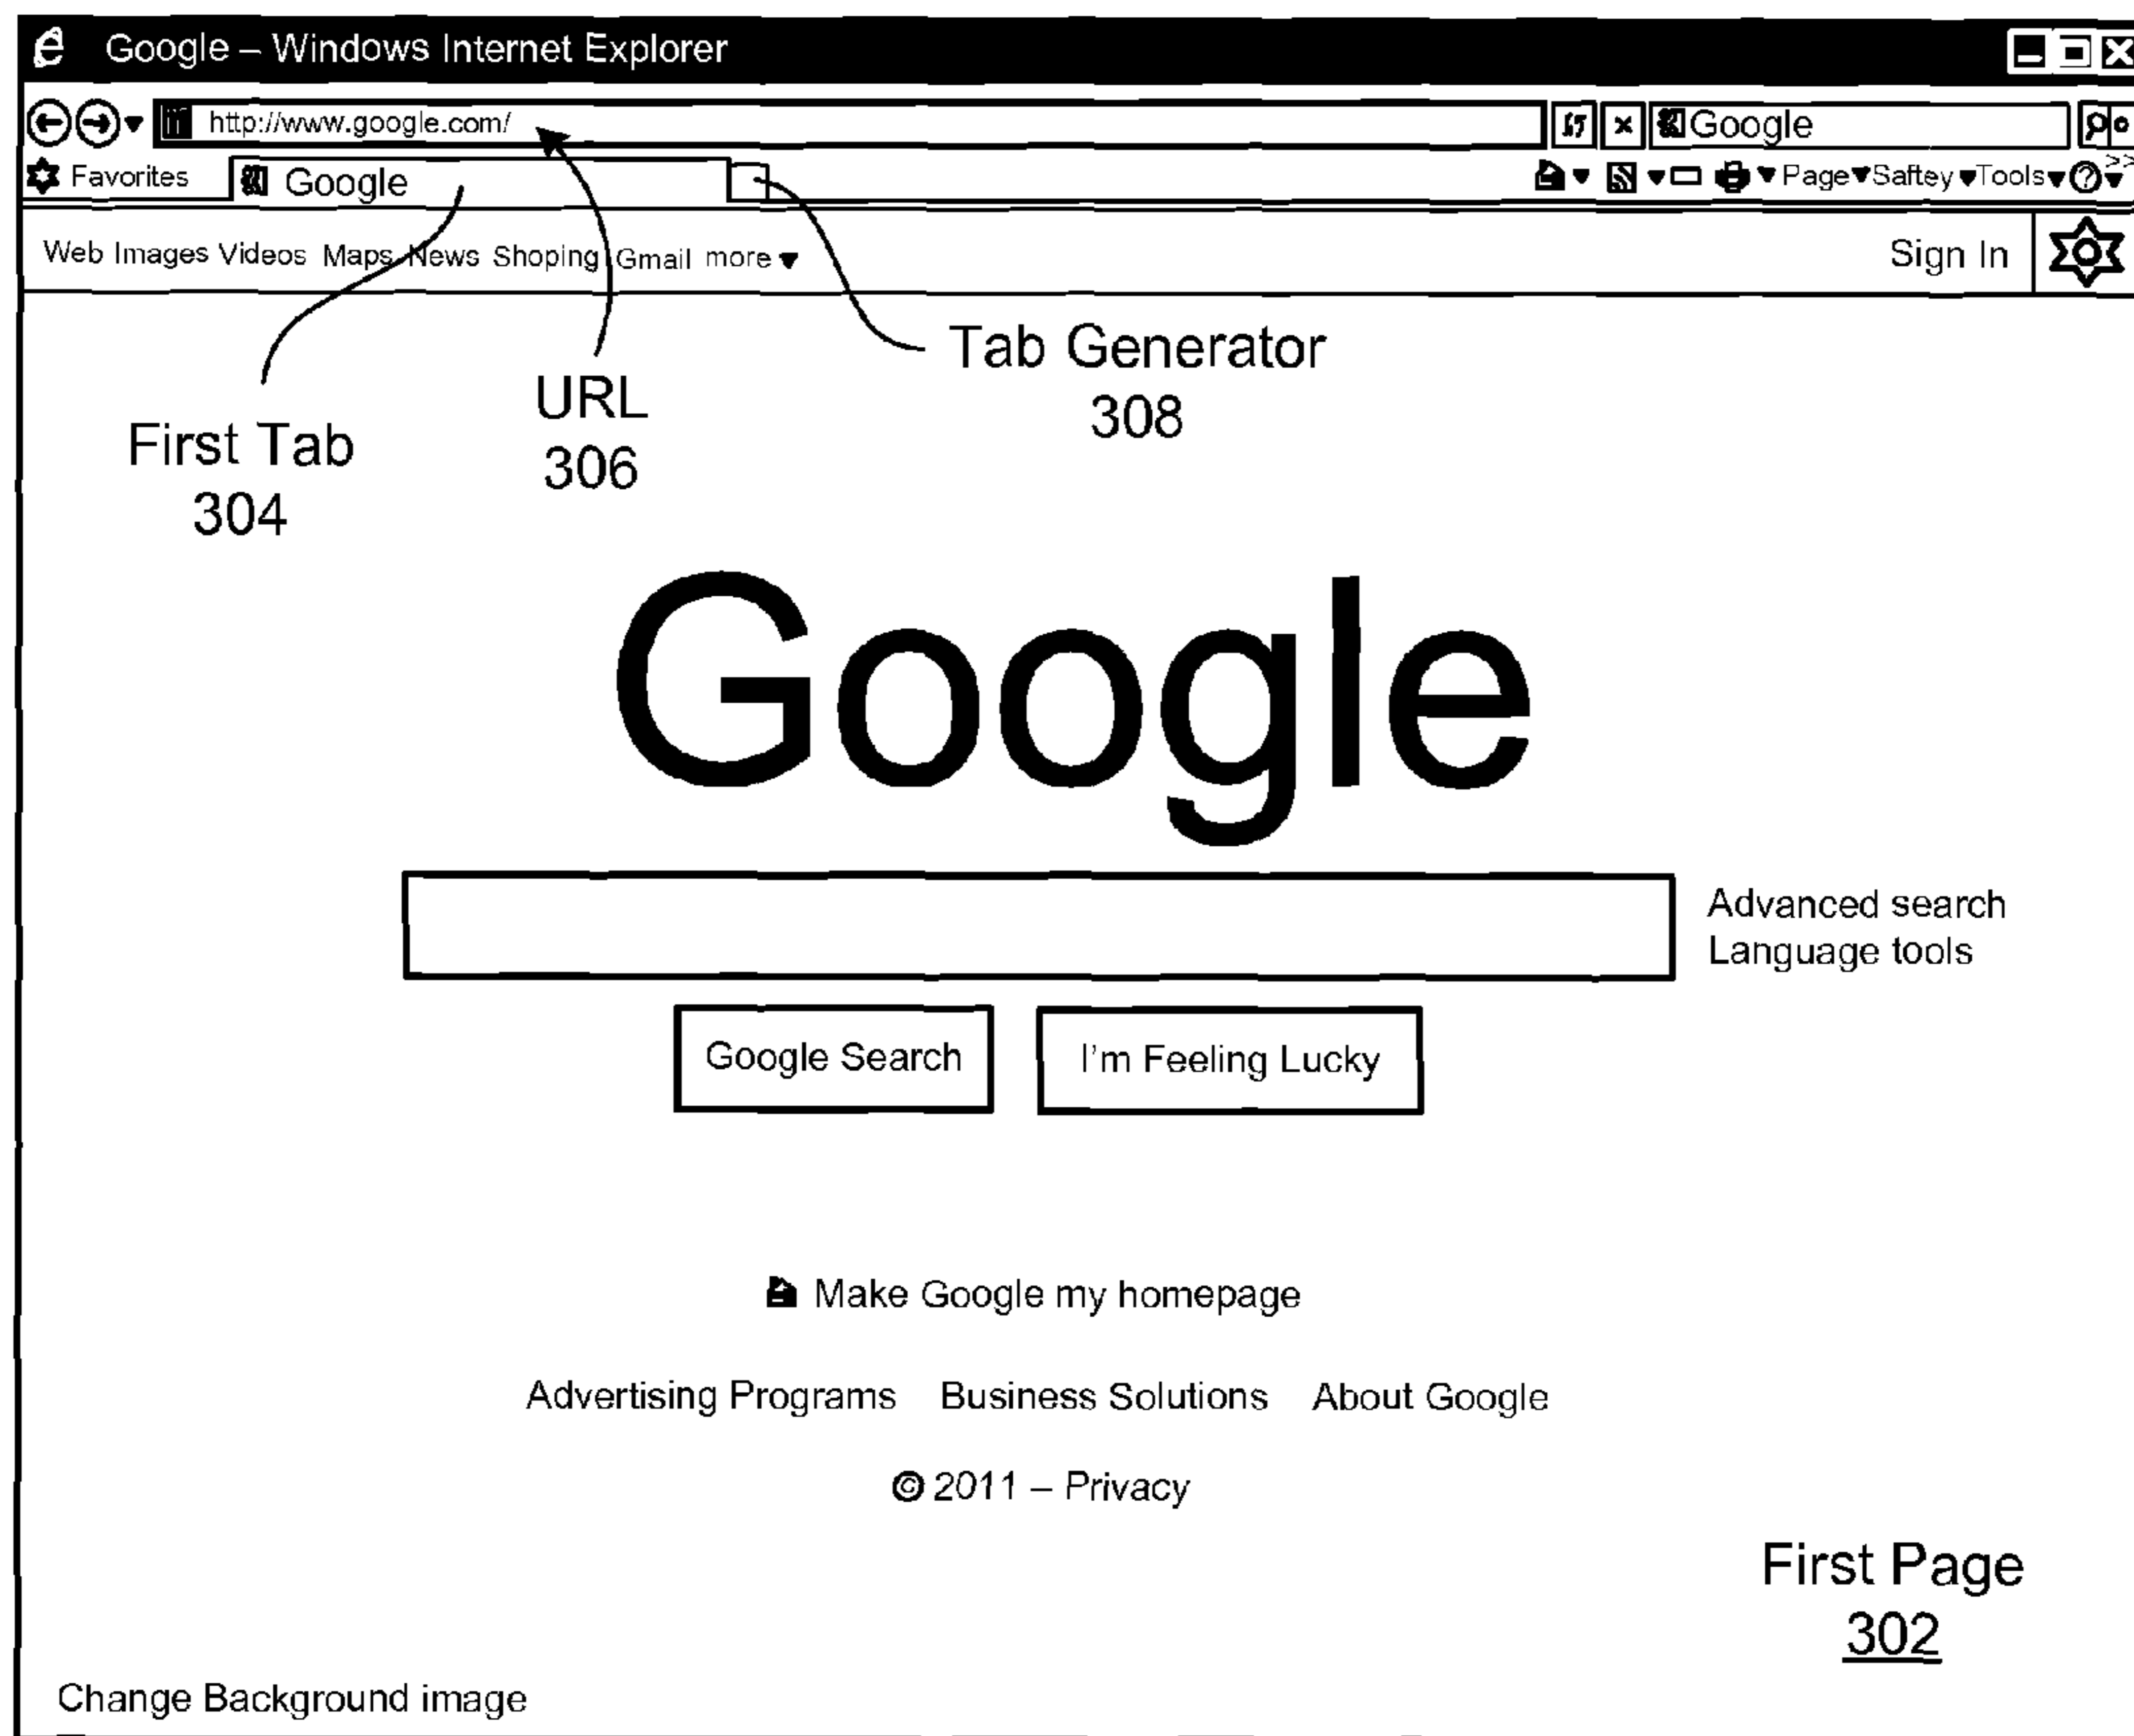 Google – Windows Internet Explorer
http://www.google.com/ Google
Favorites Google Page Saftey Tools ? >>
Web Images Videos Maps News Shoping Gmail more Sign In
Tab Generator
308
URL
306
First Tab
304
Google
Advanced search
Language tools
Google Search I'm Feeling Lucky
Make Google my homepage
Advertising Programs Business Solutions About Google
© 2011 – Privacy
First Page
302
Change Background image